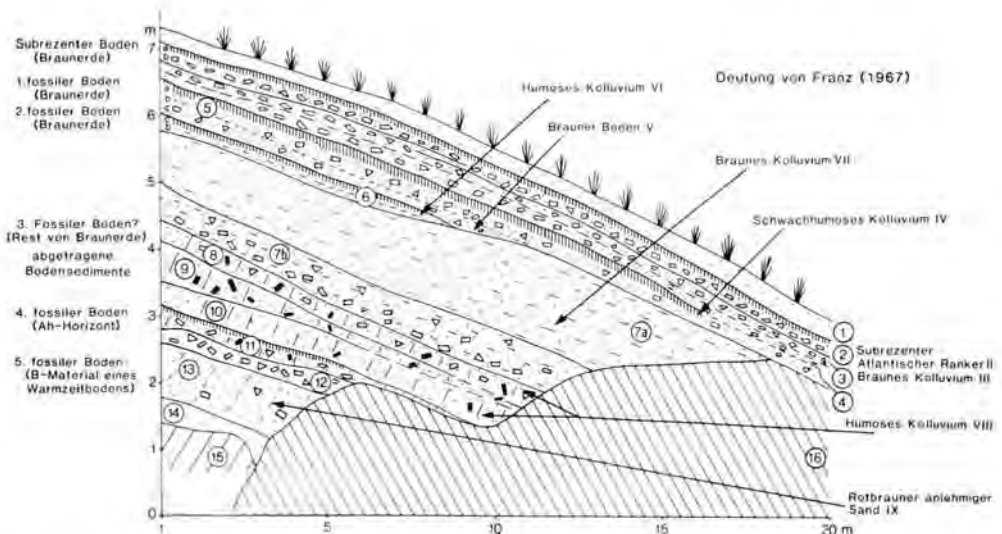 m
7
6
5
4
3
2
1
0
1
5
10
15
20 m
Subrezenter Boden
(Braunerde)
1.fossiler Boden
(Braunerde)
2.fossiler Boden
(Braunerde)
3. Fossiler Boden?
(Rest von Braunerde)
abgetragene
Bodensedimente
4. fossiler Boden
(Ah-Horizont)
5. fossiler Boden
(B-Material eines
Warmzeitbodens)
Deutung von Franz (1967)
Humoses Kolluvium VI
Brauner Boden V
Braunes Kolluvium VII
Schwachhumoses Kolluvium IV
5
6
7b
7a
8
9
10
11
12
13
14
15
16
1
2
3
4
Subrezenter
Atlantischer Ranker II
Braunes Kolluvium III
Humoses Kolluvium VIII
Rotbrauner anlehmiger
Sand IX